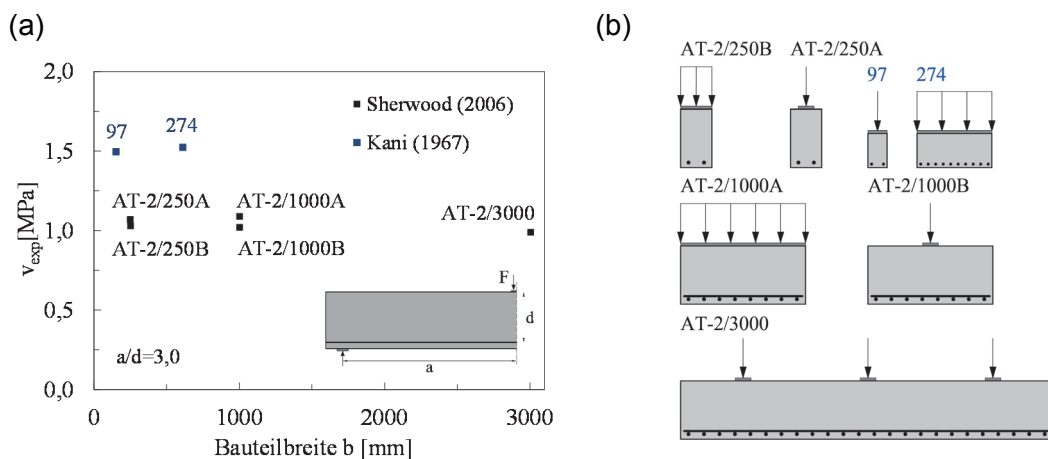 (a)
2,0
1,5
1,0
0,5
0,0
v_exp[MPa]
97
274
Sherwood (2006)
Kani (1967)
AT-2/250A
AT-2/250B
AT-2/1000A
AT-2/1000B
AT-2/3000
F
d
a
a/d=3,0
0 1000 2000 3000
Bauteilbreite b [mm]
(b)
AT-2/250B AT-2/250A
97 274
AT-2/1000A AT-2/1000B
AT-2/3000